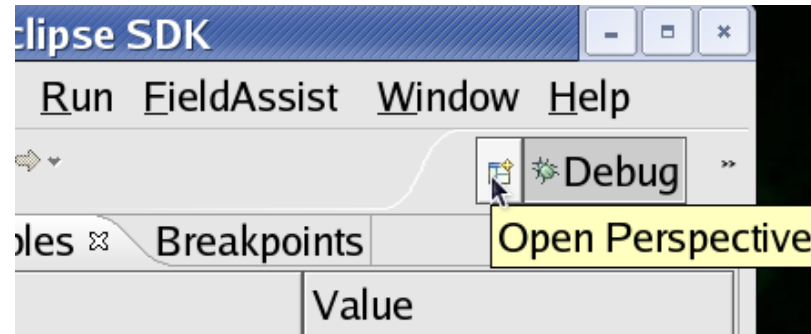 clipse SDK
Run FieldAssist Window Help
Debug »
Open Perspective
bles Breakpoints
Value